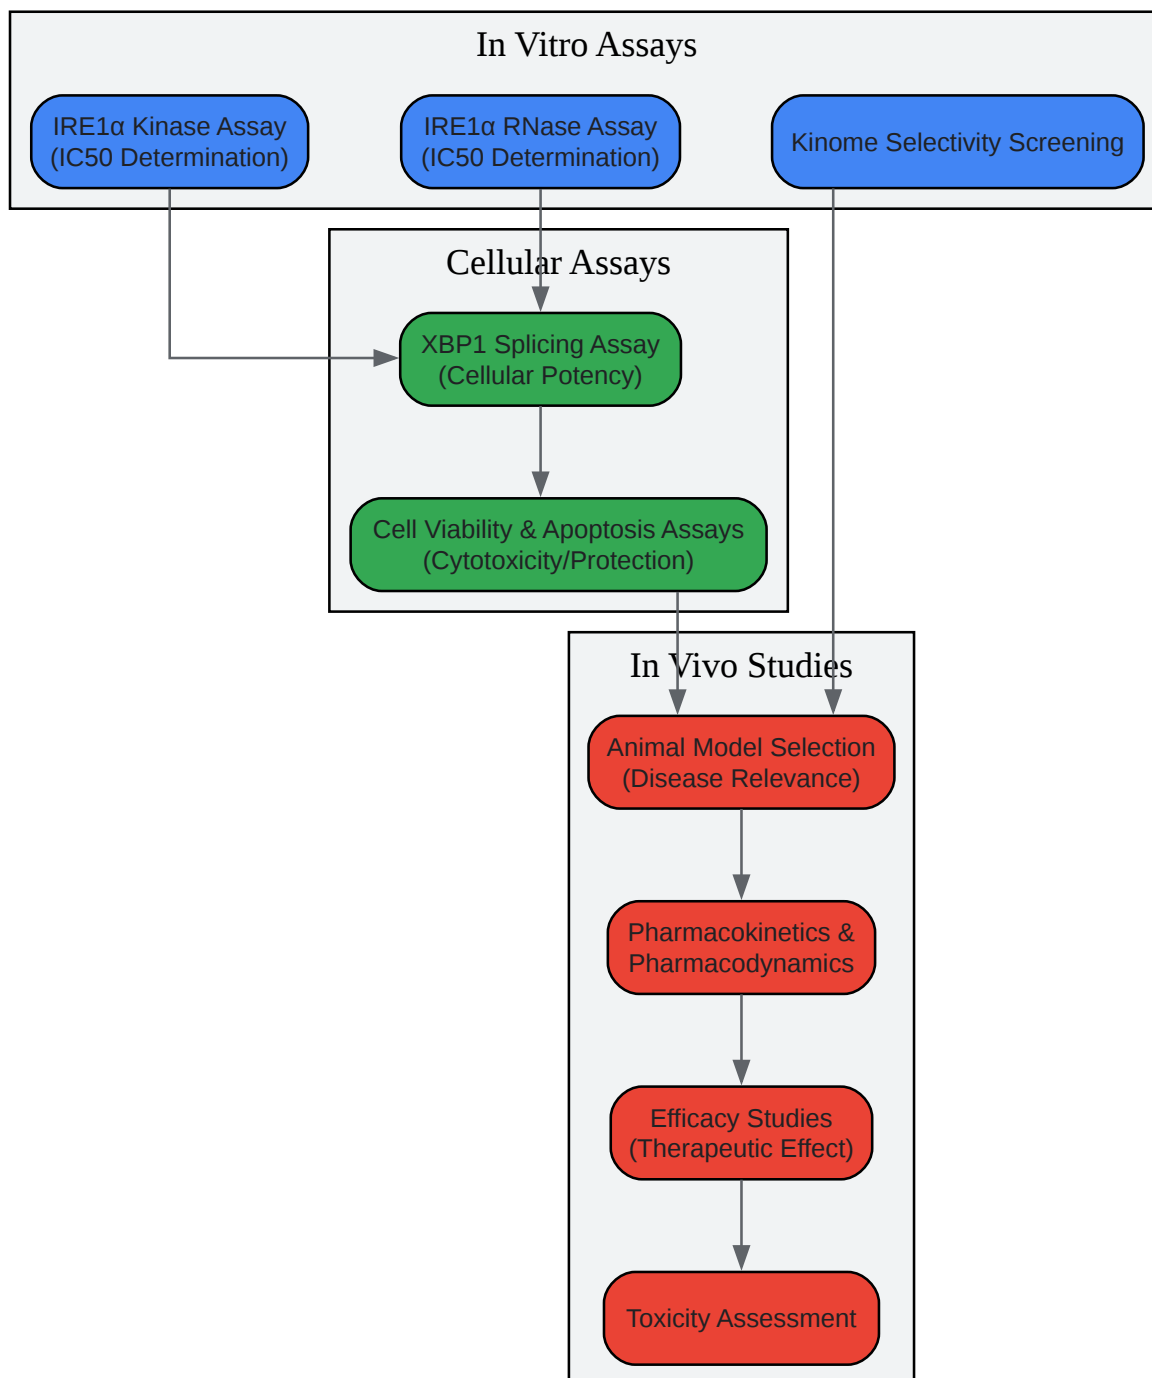 In Vitro Assays
IRE1α Kinase Assay
(IC50 Determination)
IRE1α RNase Assay
(IC50 Determination)
Kinome Selectivity Screening
Cellular Assays
XBP1 Splicing Assay
(Cellular Potency)
Cell Viability & Apoptosis Assays
(Cytotoxicity/Protection)
In Vivo Studies
Animal Model Selection
(Disease Relevance)
Pharmacokinetics &
Pharmacodynamics
Efficacy Studies
(Therapeutic Effect)
Toxicity Assessment